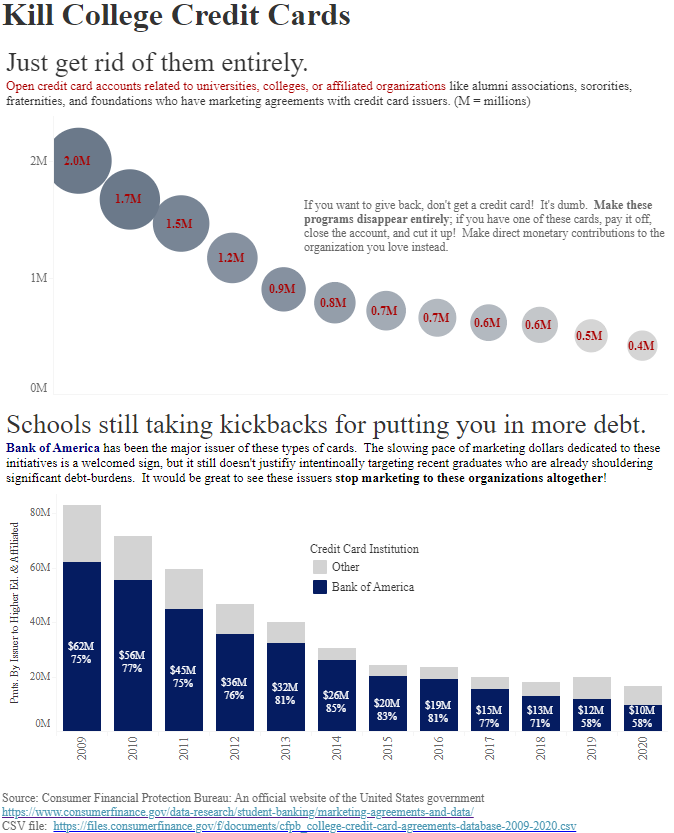 Kill College Credit Cards
Just get rid of them entirely.
Open credit card accounts related to universities, colleges, or affiliated organizations like alumni associations, sororities,
fraternities, and foundations who have marketing agreements with credit card issuers. (M = millions)
2M
1M
0M
2.0M
1.7M
1.5M
1.2M
0.9M
0.8M
0.7M
0.7M
0.6M
0.6M
0.5M
0.4M
If you want to give back, don't get a credit card! It's dumb. Make these
programs disappear entirely; if you have one of these cards, pay it off,
close the account, and cut it up! Make direct monetary contributions to the
organization you love instead.
Schools still taking kickbacks for putting you in more debt.
Bank of America has been the major issuer of these types of cards. The slowing pace of marketing dollars dedicated to these
initiatives is a welcomed sign, but it still doesn't justifiy intentinoally targeting recent graduates who are already shouldering
significant debt-burdens. It would be great to see these issuers stop marketing to these organizations altogether!
Pmts. By Issuer to Higher Ed. & Affiliated
80M
60M
40M
20M
0M
Credit Card Institution
Other
Bank of America
$62M
75%
$56M
77%
$45M
75%
$36M
76%
$32M
81%
$26M
85%
$20M
83%
$19M
81%
$15M
77%
$13M
71%
$12M
58%
$10M
58%
2009
2010
2011
2012
2013
2014
2015
2016
2017
2018
2019
2020
Source: Consumer Financial Protection Bureau: An official website of the United States government
https://www.consumerfinance.gov/data-research/student-banking/marketing-agreements-and-data/
CSV file: https://files.consumerfinance.gov/f/documents/cfpb_college-credit-card-agreements-database-2009-2020.csv